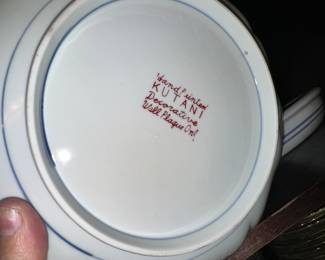 Hand Painted
KUTANI
Decorative
Wall Plaque Only